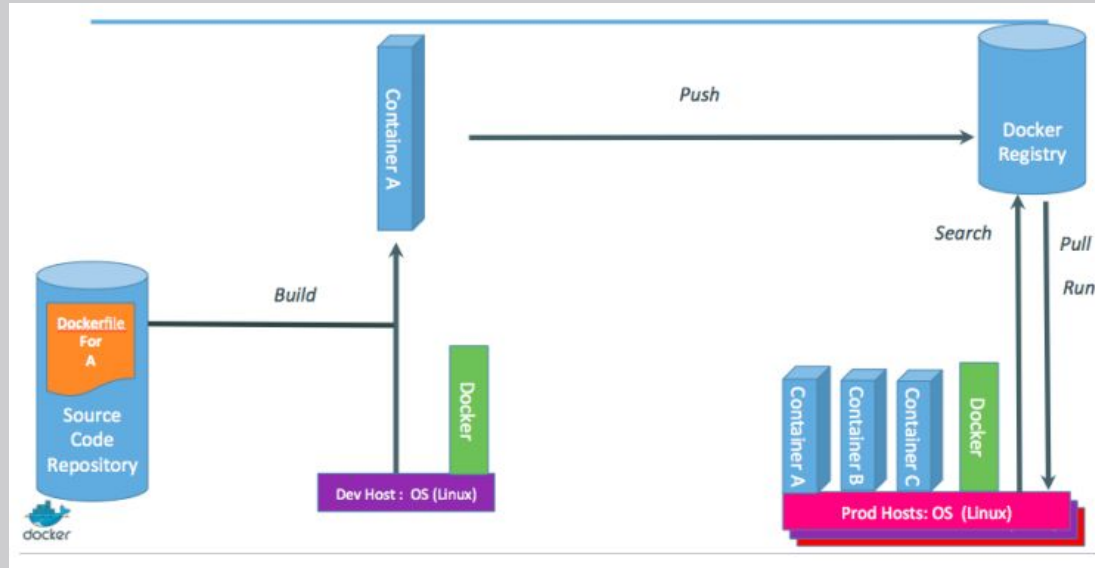 Container A
Push
Docker
Registry
Search
Pull
Run
Build
Dockerfile
For
A
Source
Code
Repository
Docker
Dev Host : OS (Linux)
Container A
Container B
Container C
Docker
Prod Hosts: OS (Linux)
docker